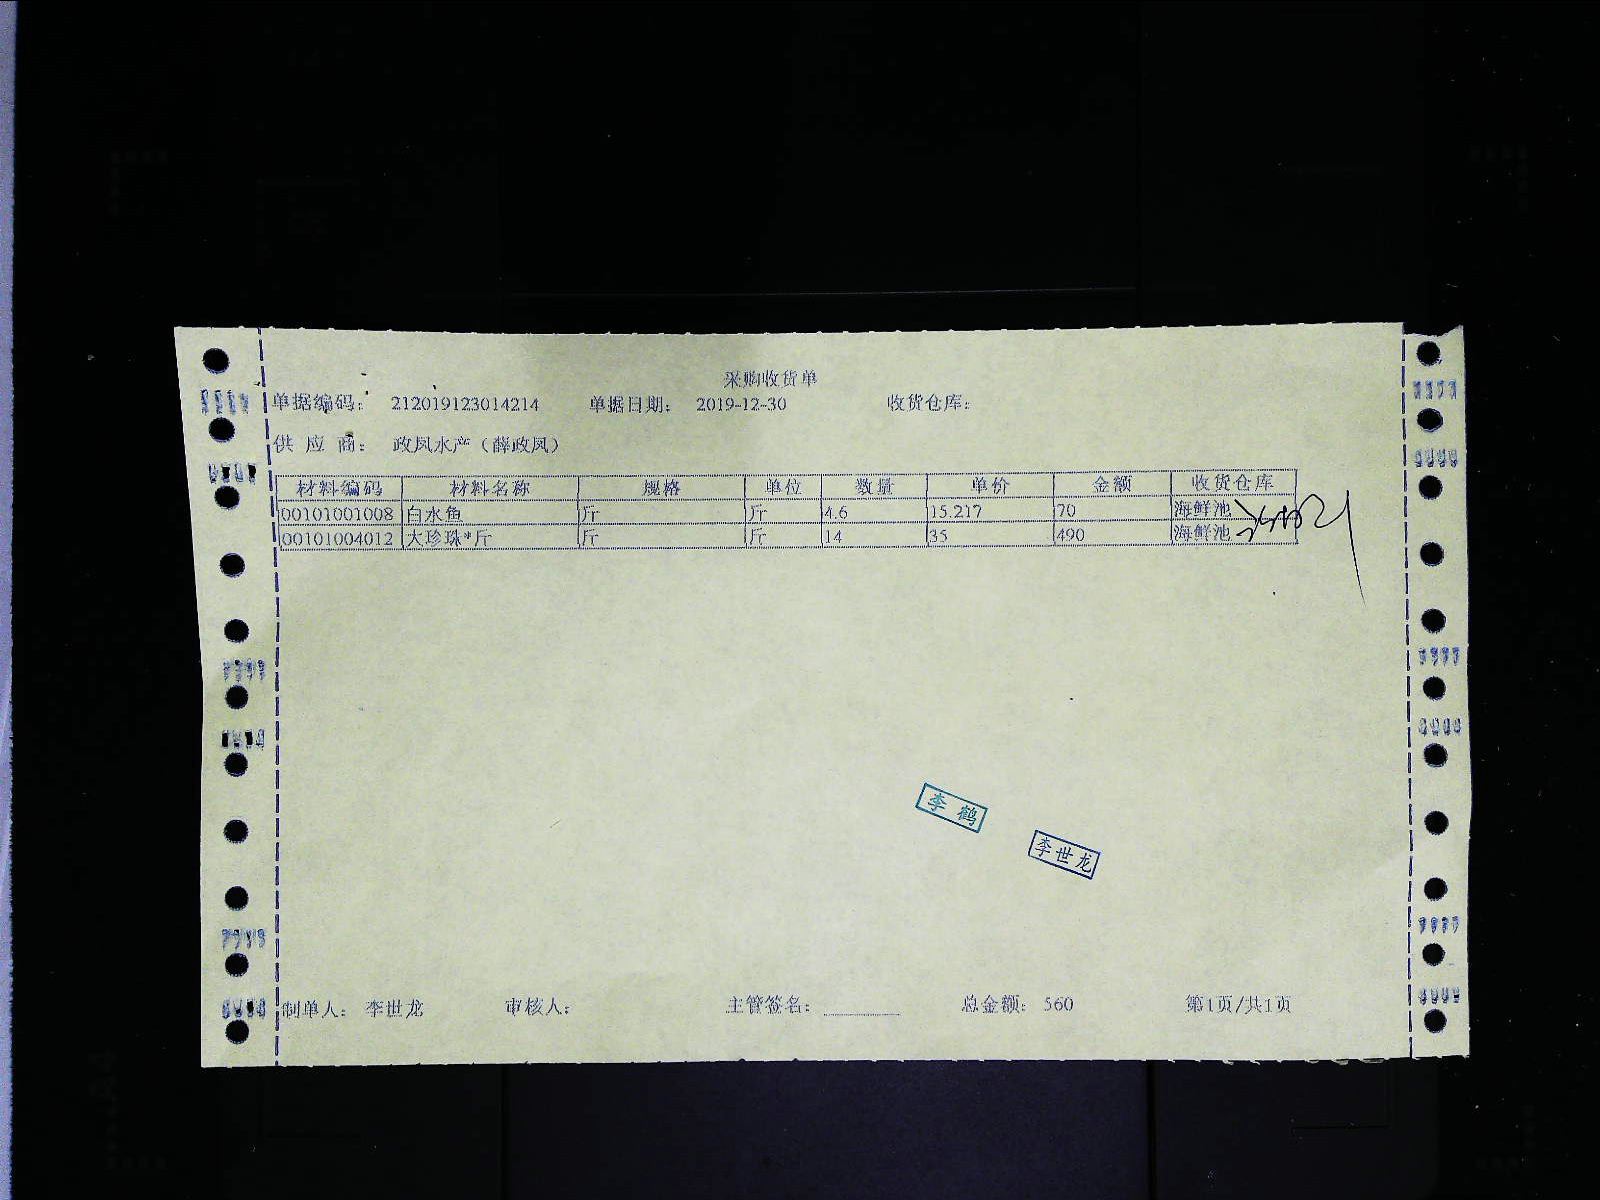 采购收货单
单据编码: 212019123014214 单据日期: 2019-12-30 收货仓库:
供应商: 政凤水产（薛政凤）
材料编码 材料名称 规格 单位 数量 单价 金额 收货仓库
00101001008 白水鱼 斤 斤 4.6 15.217 70 海鲜池
00101004012 大珍珠*斤 斤 斤 14 35 490 海鲜池
李鹤
李世龙
制单人: 李世龙 审核人: 主管签名: 总金额: 560 第1页/共1页